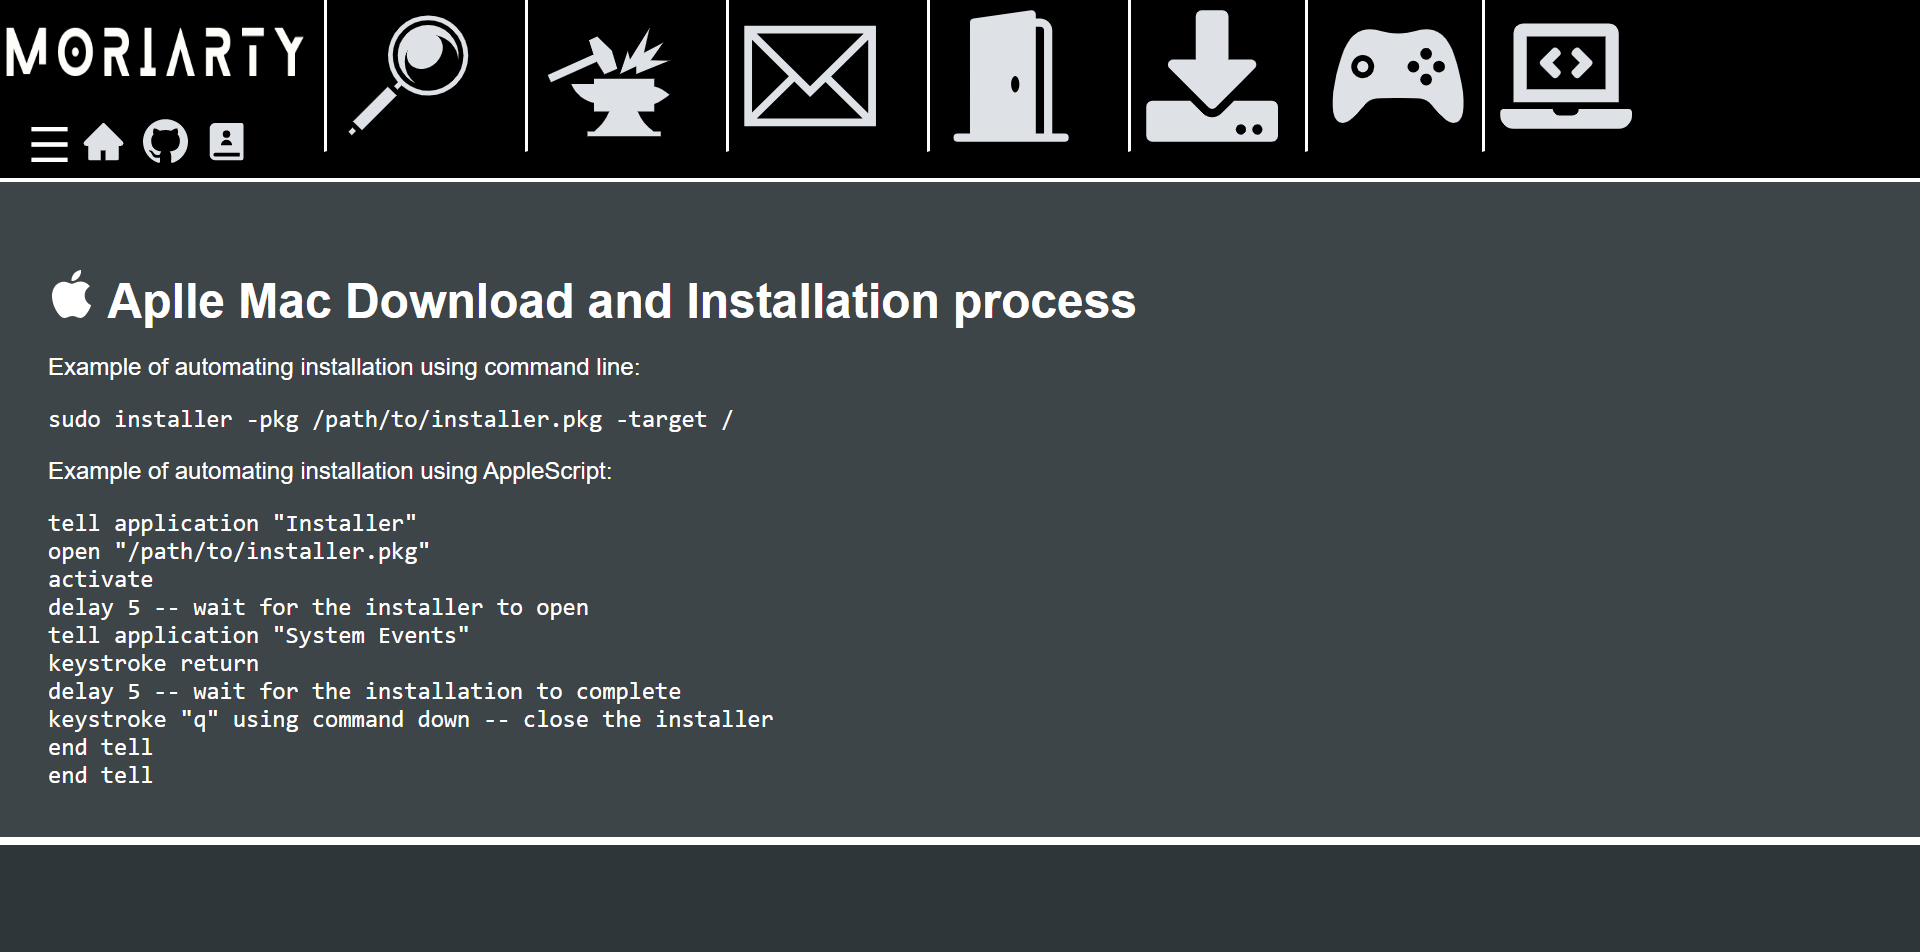 MORIARTY
Aplle Mac Download and Installation process
Example of automating installation using command line:
sudo installer -pkg /path/to/installer.pkg -target /
Example of automating installation using AppleScript:
tell application "Installer"
open "/path/to/installer.pkg"
activate
delay 5 -- wait for the installer to open
tell application "System Events"
keystroke return
delay 5 -- wait for the installation to complete
keystroke "q" using command down -- close the installer
end tell
end tell